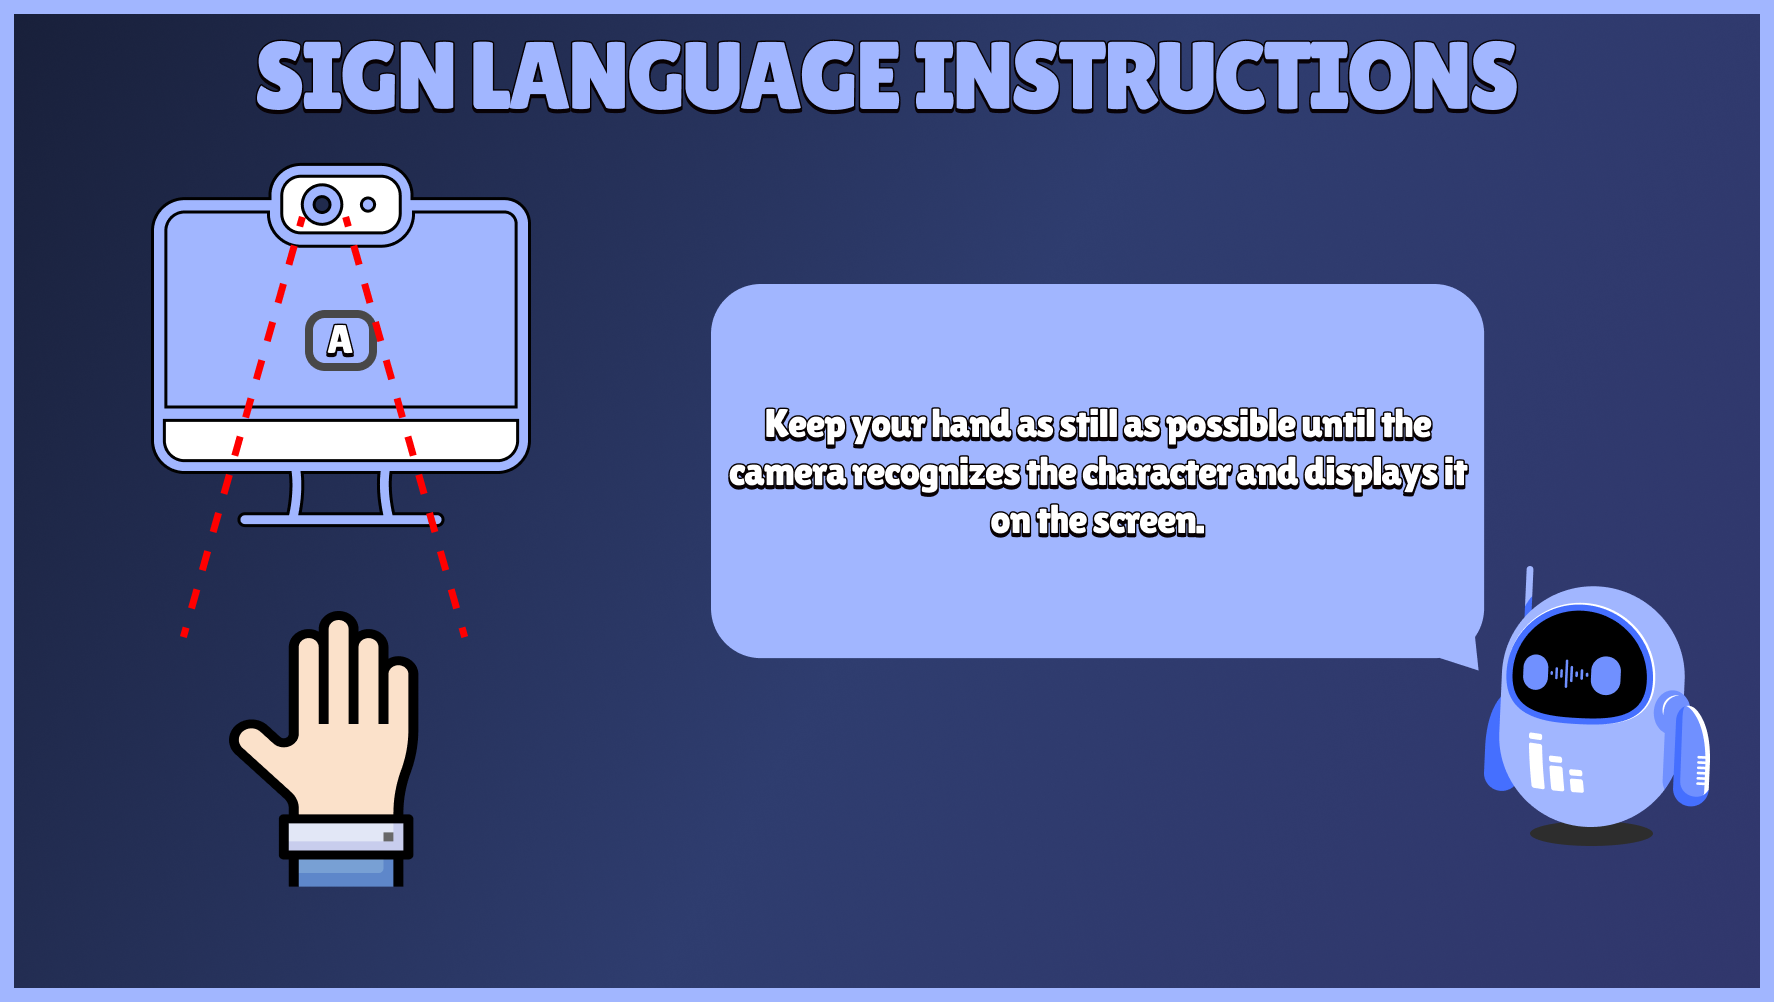 SIGN LANGUAGE INSTRUCTIONS
A
Keep your hand as still as possible until the
camera recognizes the character and displays it
on the screen.